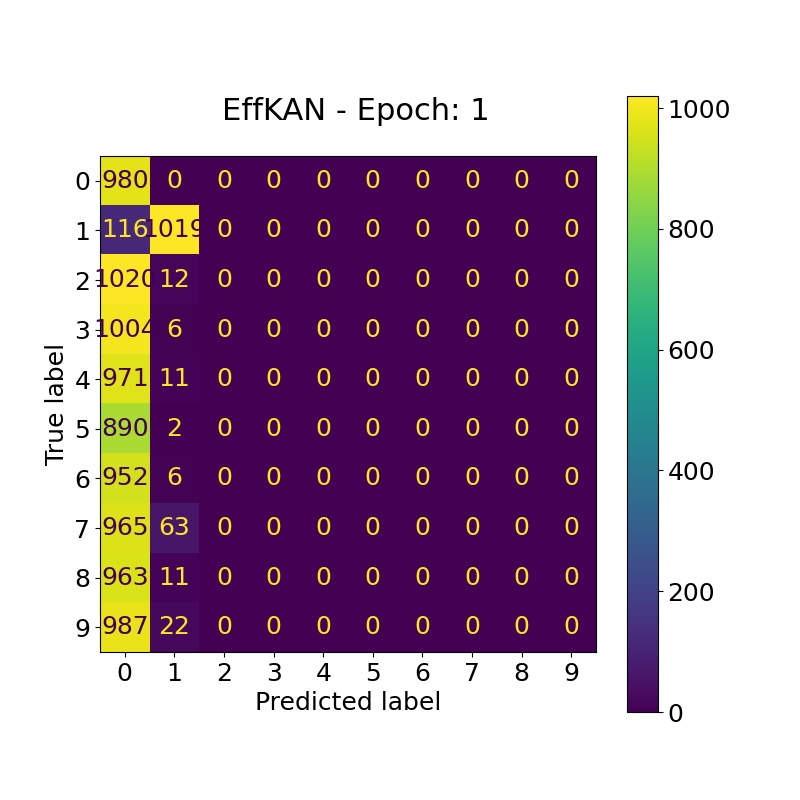 EffKAN - Epoch: 1
1000
800
600
400
200
0
True label
0 980 0 0 0 0 0 0 0 0 0
1 116 1019 0 0 0 0 0 0 0 0
2 1020 12 0 0 0 0 0 0 0 0
3 1004 6 0 0 0 0 0 0 0 0
4 971 11 0 0 0 0 0 0 0 0
5 890 2 0 0 0 0 0 0 0 0
6 952 6 0 0 0 0 0 0 0 0
7 965 63 0 0 0 0 0 0 0 0
8 963 11 0 0 0 0 0 0 0 0
9 987 22 0 0 0 0 0 0 0 0
0 1 2 3 4 5 6 7 8 9
Predicted label